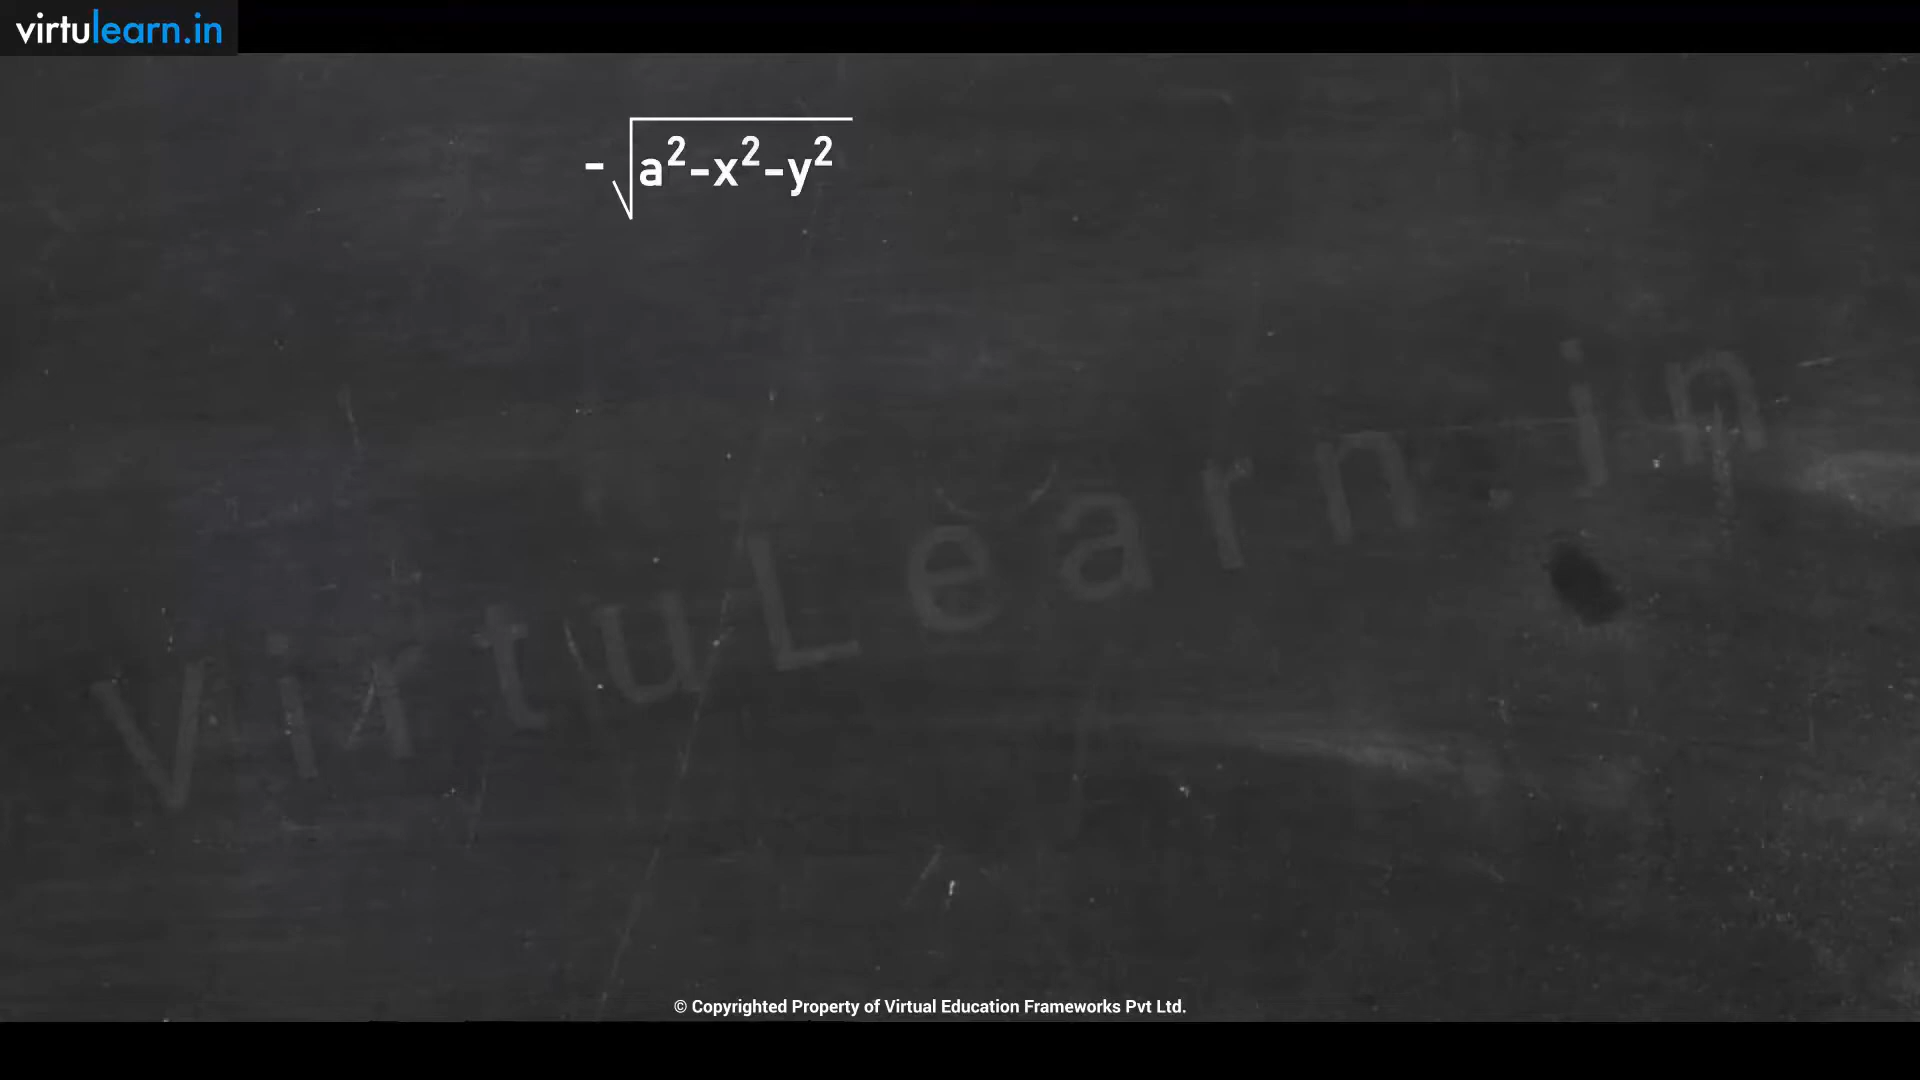 virtulearn.in
-√a²-x²-y²
VirtuLearn.in
© Copyrighted Property of Virtual Education Frameworks Pvt Ltd.